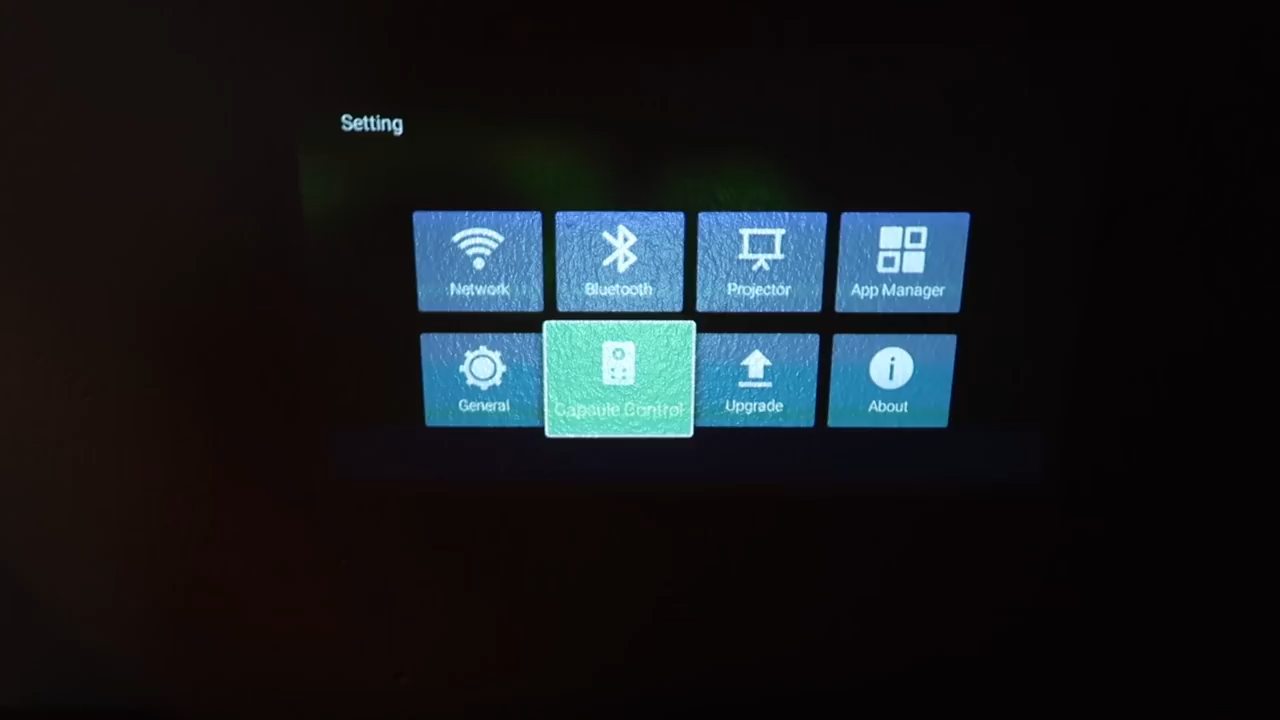 Setting
Network
Bluetooth
Projector
App Manager
General
Capsule Control
Upgrade
About